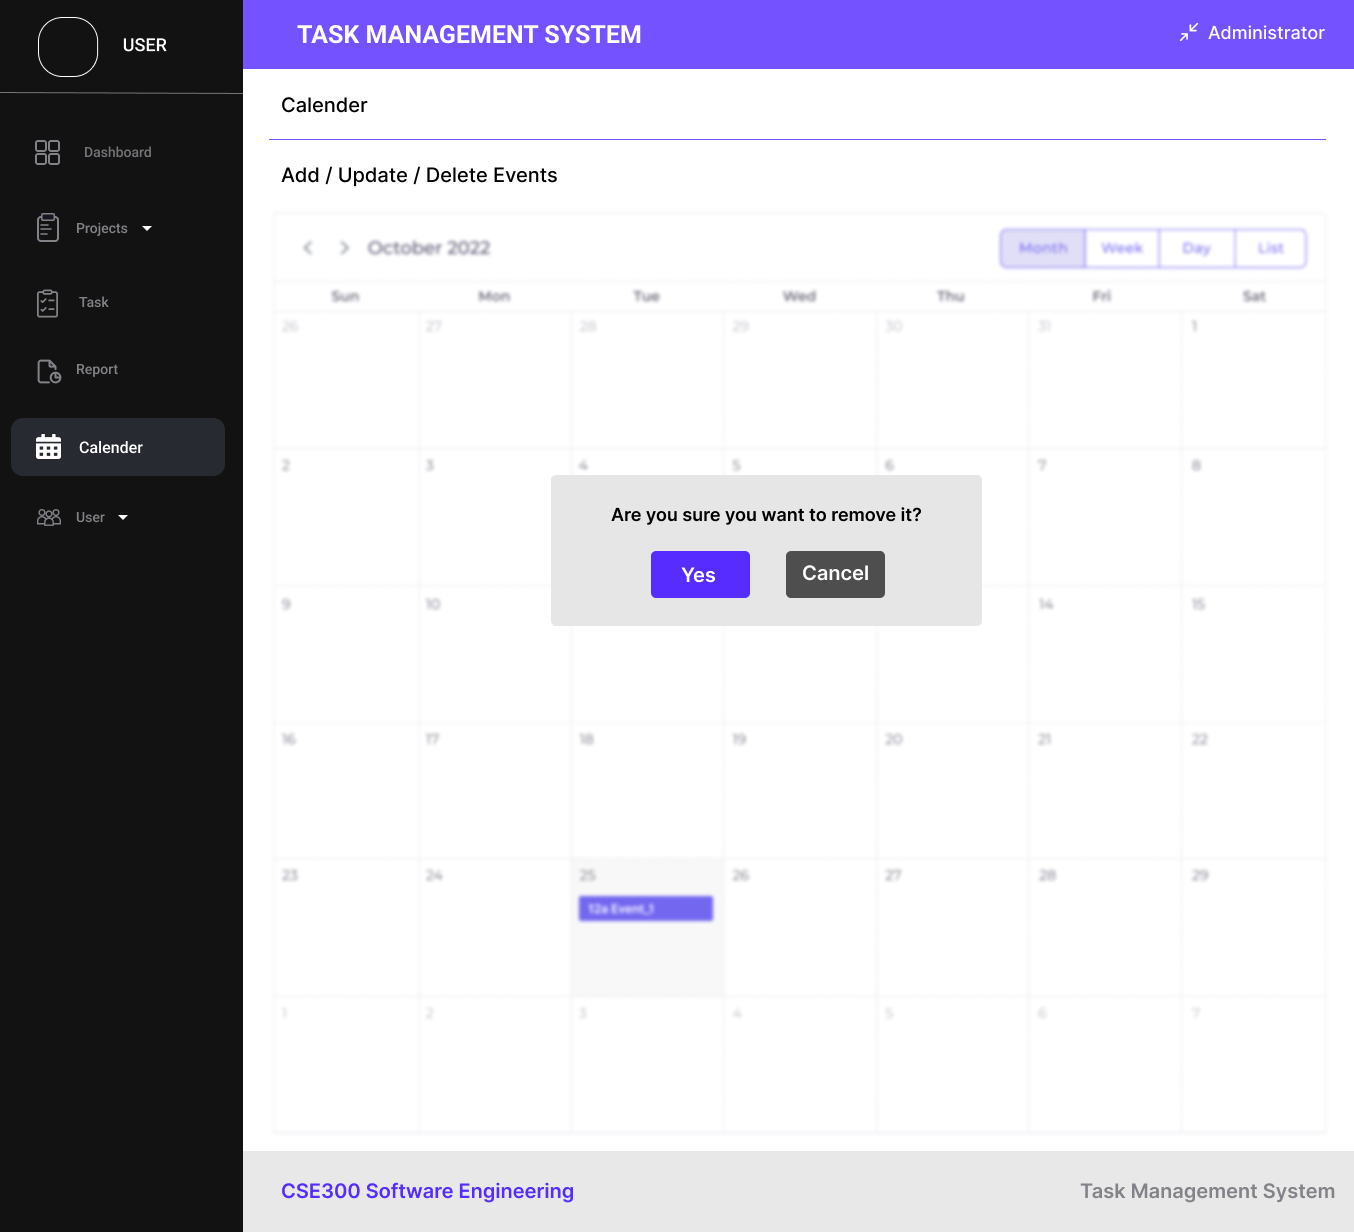 USER
TASK MANAGEMENT SYSTEM
Administrator
Dashboard
Projects
Task
Report
Calender
User
Calender
Add / Update / Delete Events
October 2022
Month Week Day List
Sun Mon Tue Wed Thu Fri Sat
26 27 28 29 30 31 1
2 3 4 5 6 7 8
Are you sure you want to remove it?
Yes Cancel
9 10 14 15
16 17 18 19 20 21 22
23 24 25 26 27 28 29
12a Event_1
1 2 3 4 5 6 7
CSE300 Software Engineering
Task Management System